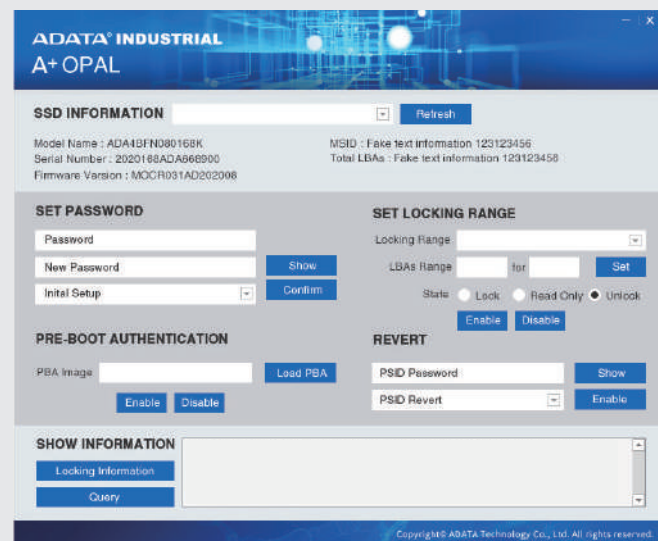 ADATA® INDUSTRIAL
A+ OPAL
SSD INFORMATION
Refresh
Model Name : ADA4BFN080168K
Serial Number : 2020168ADA668900
Firmware Version : MOCR031AD202008
MSID : Fake text information 123123456
Total LBAs : Fake text information 123123456
SET PASSWORD
Password
New Password
Show
Inital Setup
Confirm
SET LOCKING RANGE
Locking Range
LBAs Range
for
Set
State
Lock
Read Only
Unlock
Enable
Disable
PRE-BOOT AUTHENTICATION
PBA Image
Load PBA
Enable
Disable
REVERT
PSID Password
Show
PSID Revert
Enable
SHOW INFORMATION
Locking Information
Query
Copyright© ADATA Technology Co., Ltd. All rights reserved.